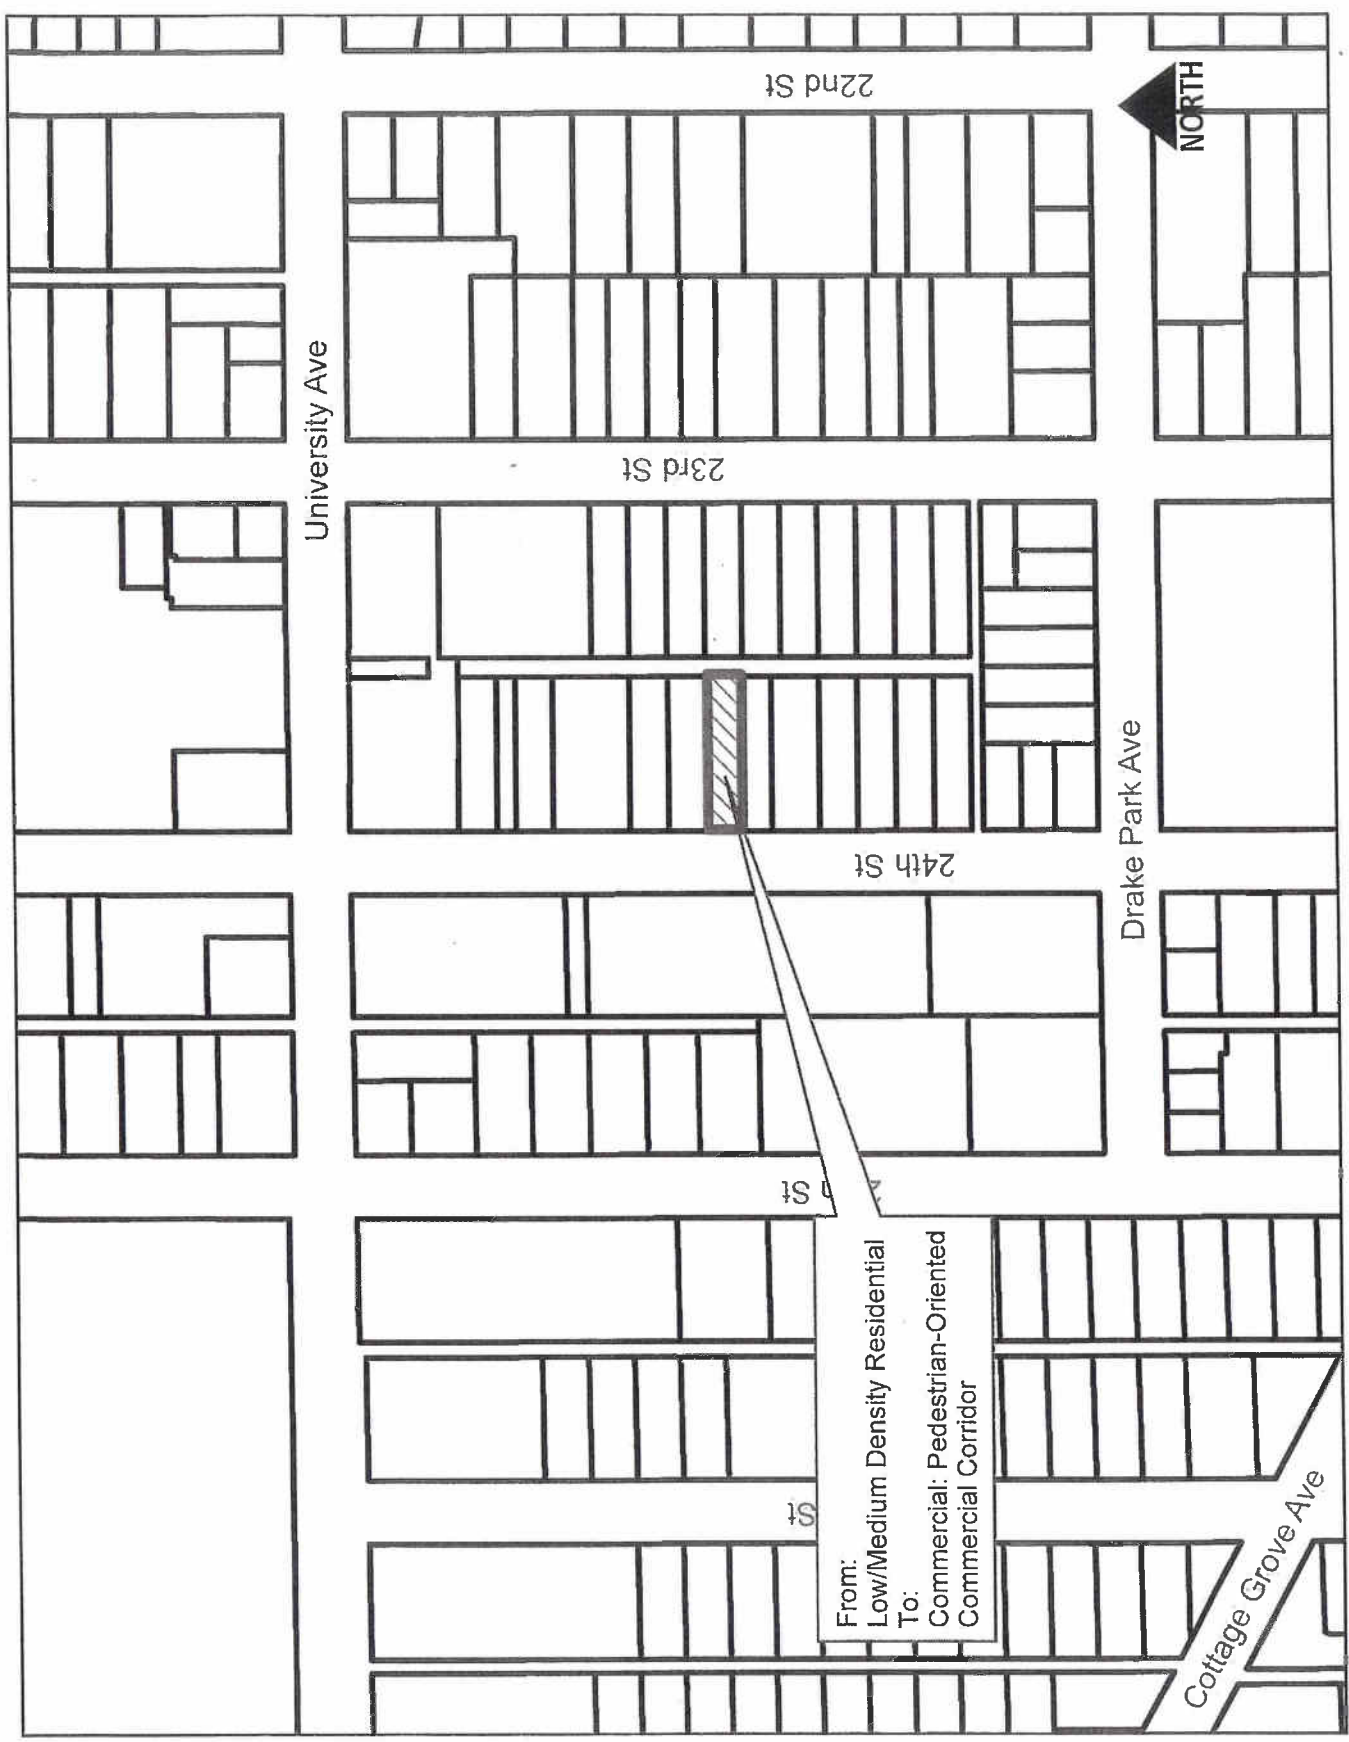 22nd St
NORTH
University Ave
23rd St
24th St
Drake Park Ave
St
St
From:
Low/Medium Density Residential
To:
Commercial: Pedestrian-Oriented
Commercial Corridor
Cottage Grove Ave